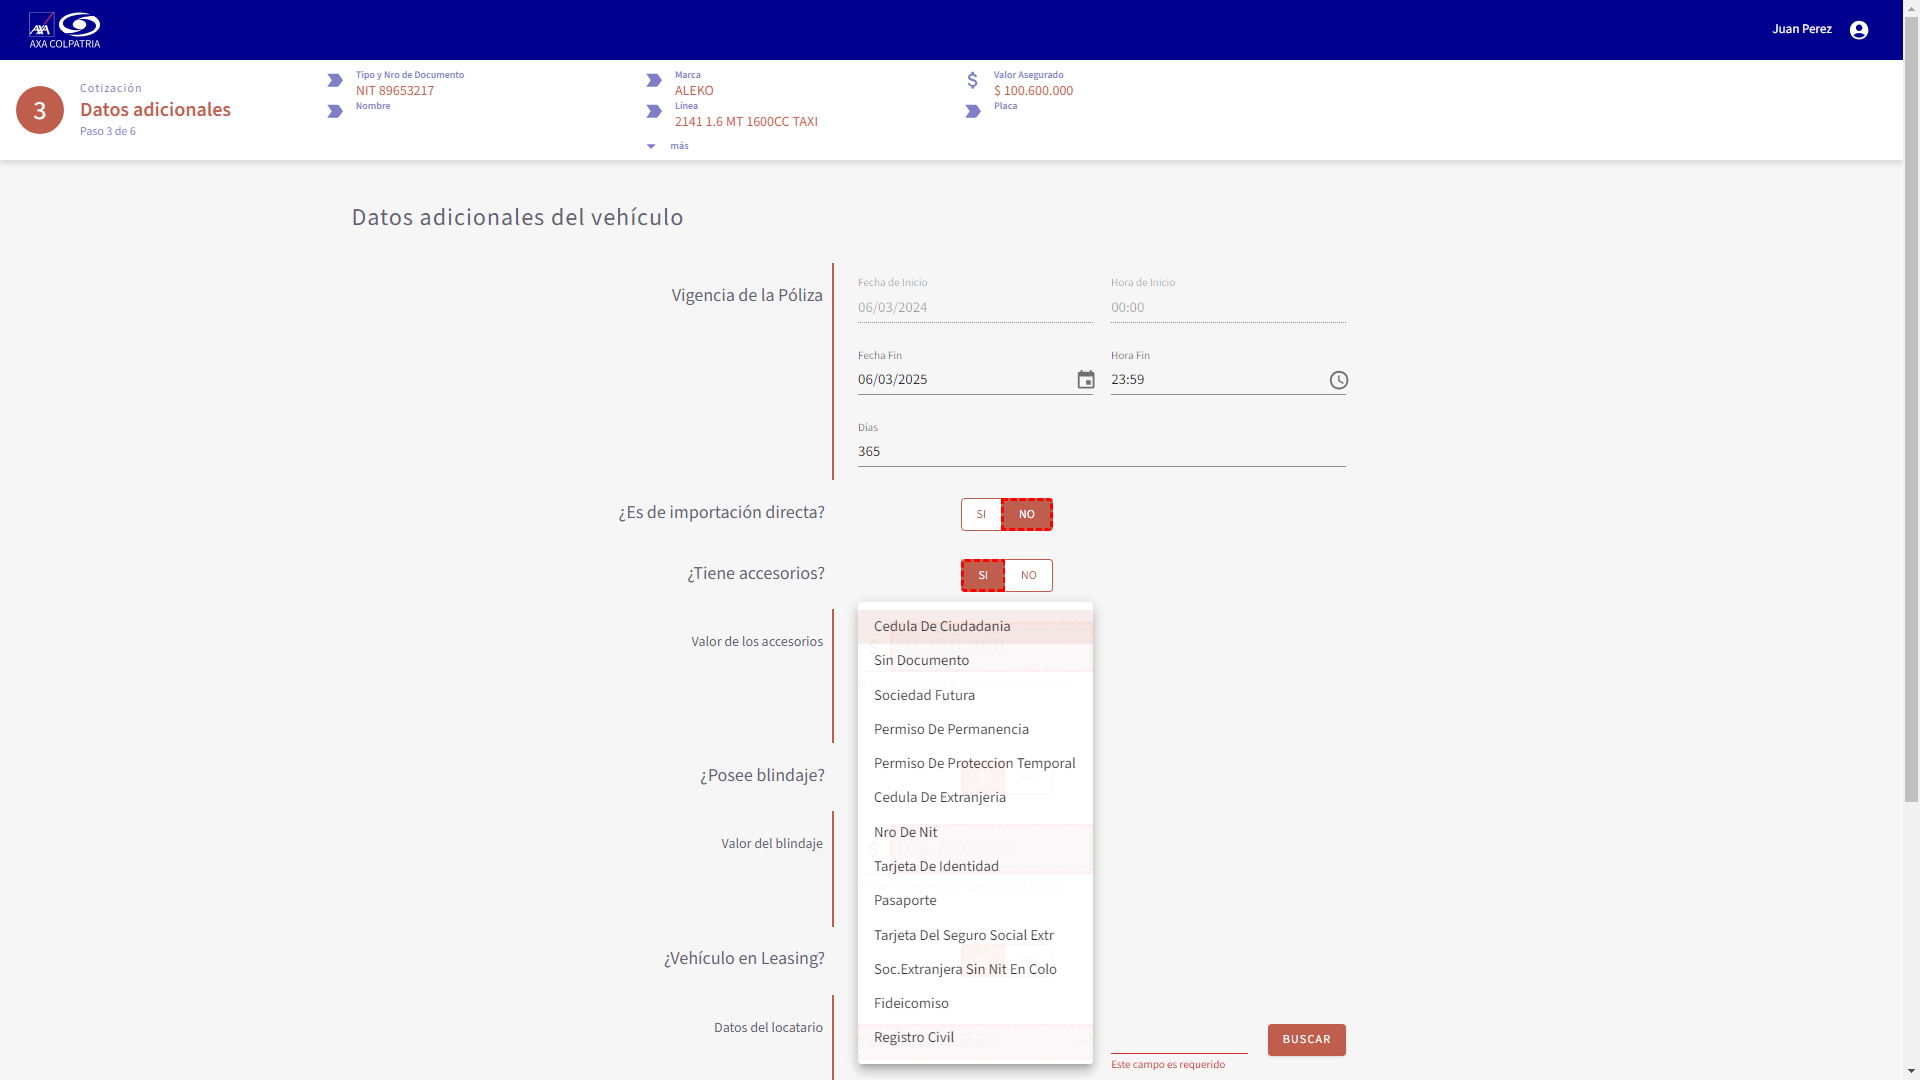 AXA COLPATRIA
Juan Perez
3
Cotización
Datos adicionales
Paso 3 de 6
Tipo y Nro de Documento
NIT 89653217
Nombre
Marca
ALEKO
Línea
2141 1.6 MT 1600CC TAXI
más
Valor Asegurado
$ 100.600.000
Placa
Datos adicionales del vehículo
Vigencia de la Póliza
Fecha de Inicio
06/03/2024
Hora de Inicio
00:00
Fecha Fin
06/03/2025
Hora Fin
23:59
Días
365
¿Es de importación directa?
SI NO
¿Tiene accesorios?
SI NO
Valor de los accesorios
¿Posee blindaje?
Valor del blindaje
¿Vehículo en Leasing?
Datos del locatario
Cedula De Ciudadania
Sin Documento
Sociedad Futura
Permiso De Permanencia
Permiso De Proteccion Temporal
Cedula De Extranjeria
Nro De Nit
Tarjeta De Identidad
Pasaporte
Tarjeta Del Seguro Social Extr
Soc.Extranjera Sin Nit En Colo
Fideicomiso
Registro Civil
Este campo es requerido
BUSCAR